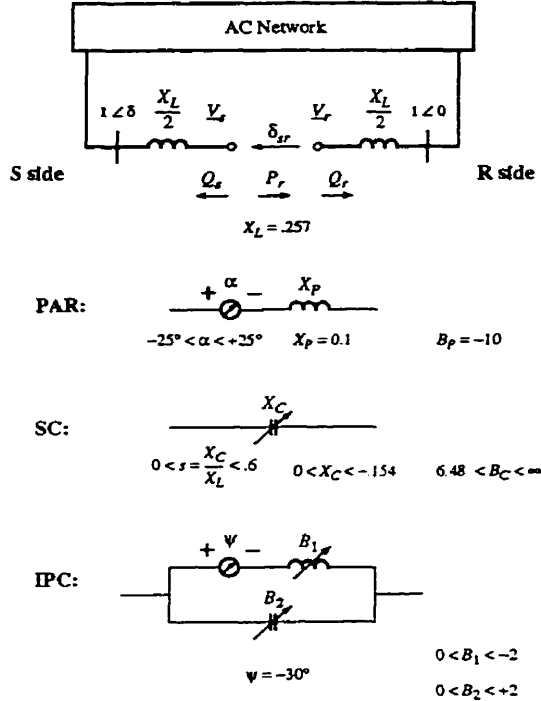 AC Network
1∠δ X_L/2 V_s δ_sr V_r X_L/2 1∠0
S side R side
Q_s P_r Q_r
X_L = .257
PAR: + α − X_P
−25° < α < +25° X_P = 0.1 B_P = −10
SC: X_C
0 < s = X_C/X_L < .6 0 < X_C < −.154 6.48 < B_C < ∞
IPC: + ψ − B_1
B_2
ψ = −30°
0 < B_1 < −2
0 < B_2 < +2